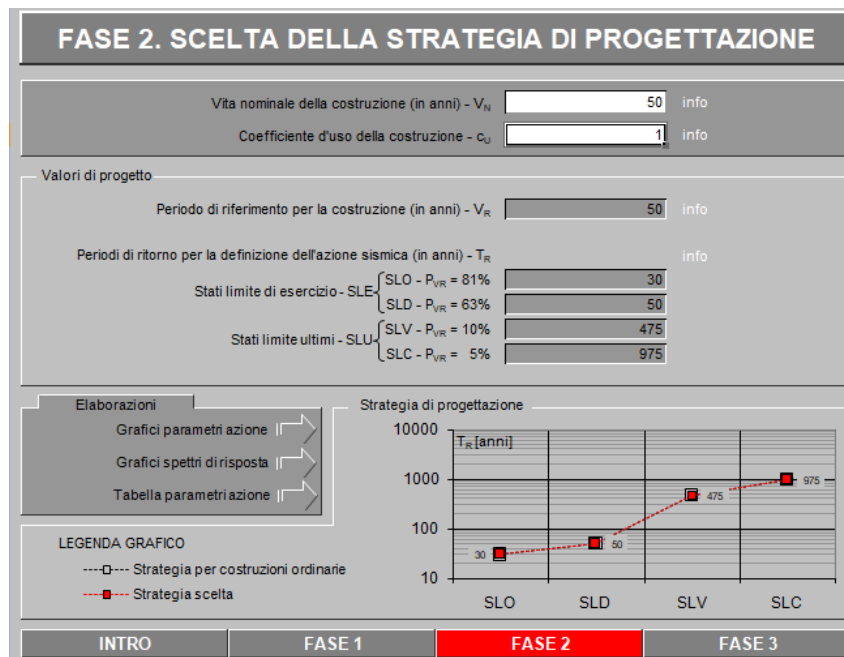 FASE 2. SCELTA DELLA STRATEGIA DI PROGETTAZIONE
Vita nominale della costruzione (in anni) - VN 50 info
Coefficiente d'uso della costruzione - cU 1 info
Valori di progetto
Periodo di riferimento per la costruzione (in anni) - VR 50 info
Periodi di ritorno per la definizione dell'azione sismica (in anni) - TR info
Stati limite di esercizio - SLE
SLO - PVR = 81% 30
SLD - PVR = 63% 50
Stati limite ultimi - SLU
SLV - PVR = 10% 475
SLC - PVR = 5% 975
Elaborazioni
Grafici parametri azione
Grafici spettri di risposta
Tabella parametri azione
Strategia di progettazione
10000
TR [anni]
1000
975
475
100
50
30
10
SLO SLD SLV SLC
LEGENDA GRAFICO
Strategia per costruzioni ordinarie
Strategia scelta
INTRO FASE 1 FASE 2 FASE 3